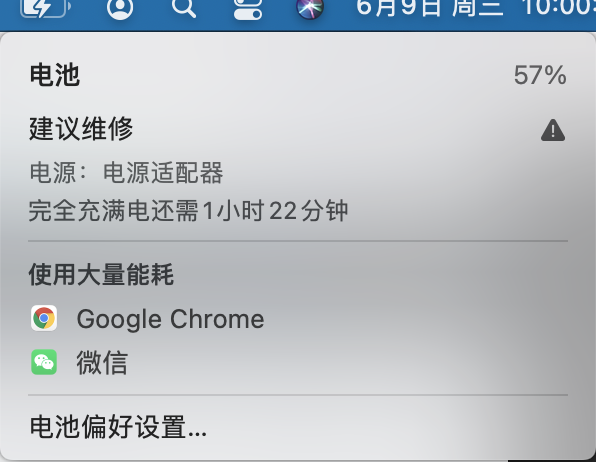 6月9日 周三 10:00:
电池 57%
建议维修
电源：电源适配器
完全充满电还需1小时22分钟
使用大量能耗
Google Chrome
微信
电池偏好设置...